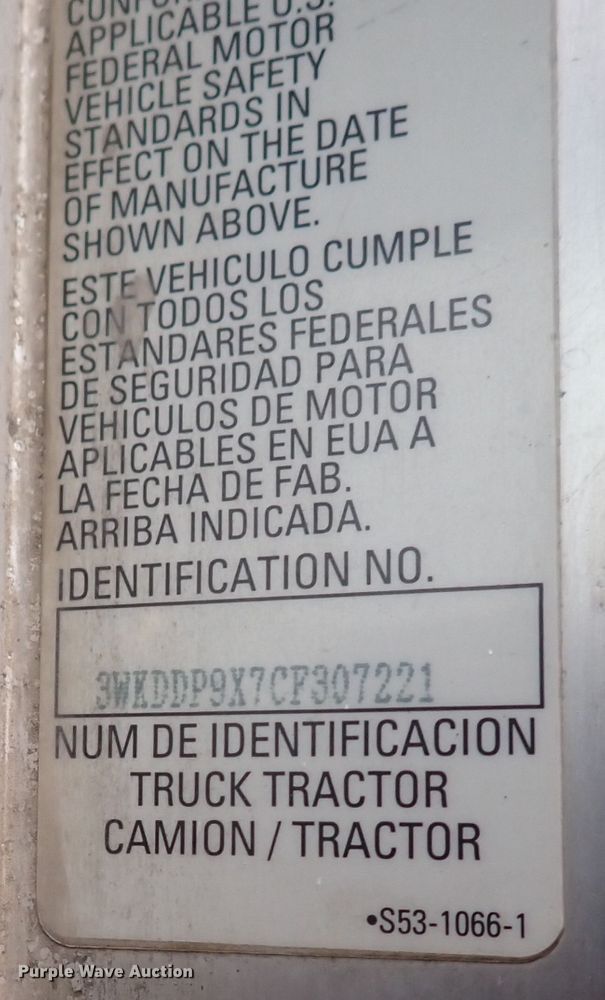 CONFOR
APPLICABLE U.S.
FEDERAL MOTOR
VEHICLE SAFETY
STANDARDS IN
EFFECT ON THE DATE
OF MANUFACTURE
SHOWN ABOVE.
ESTE VEHICULO CUMPLE
CON TODOS LOS
ESTANDARES FEDERALES
DE SEGURIDAD PARA
VEHICULOS DE MOTOR
APLICABLES EN EUA A
LA FECHA DE FAB.
ARRIBA INDICADA.
IDENTIFICATION NO.
3WKDDP9X7CF307221
NUM DE IDENTIFICACION
TRUCK TRACTOR
CAMION / TRACTOR
•S53-1066-1
Purple Wave Auction